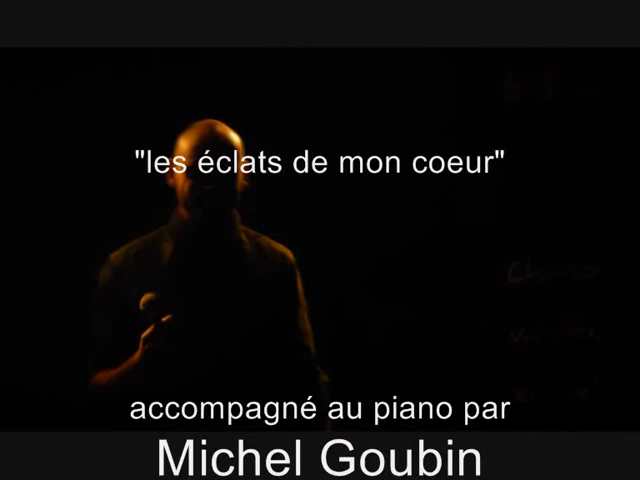 "les éclats de mon coeur"
accompagné au piano par
Michel Goubin